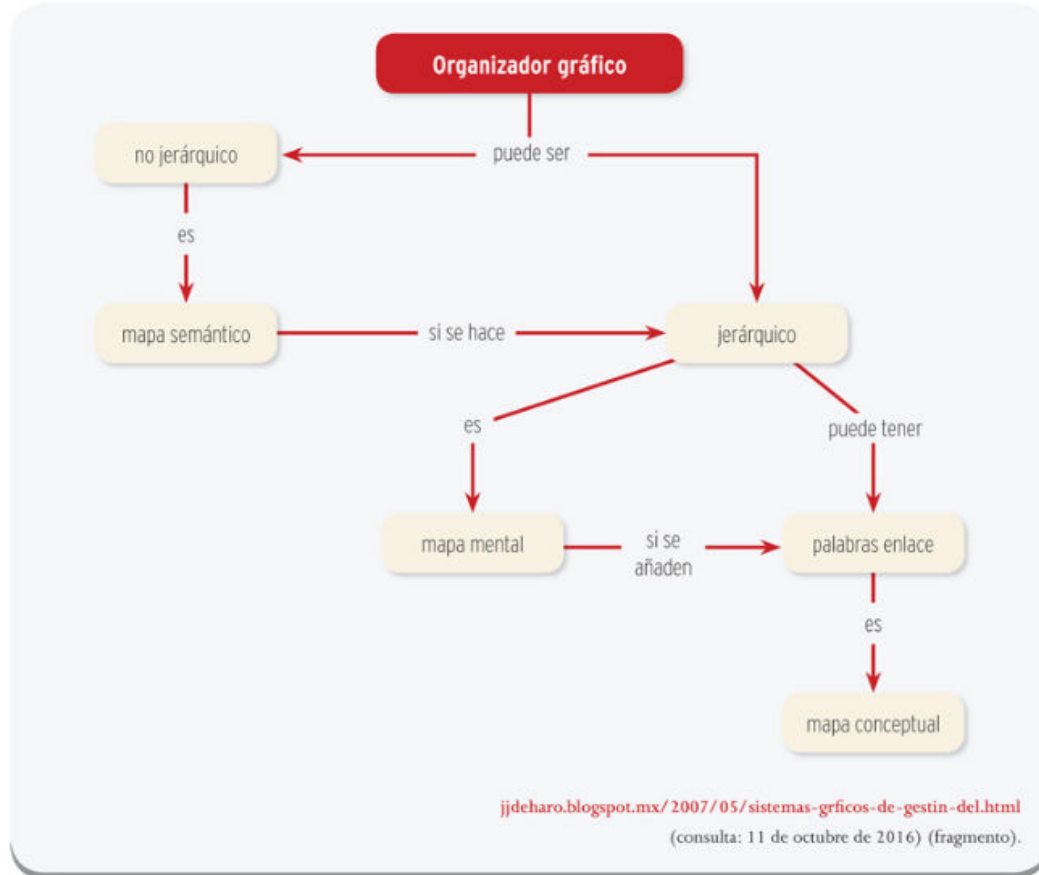 Organizador gráfico
no jerárquico
puede ser
es
mapa semántico
si se hace
jerárquico
es
puede tener
mapa mental
si se
añaden
palabras enlace
es
mapa conceptual
jjdeharo.blogspot.mx/2007/05/sistemas-grficos-de-gestin-del.html
(consulta: 11 de octubre de 2016) (fragmento).